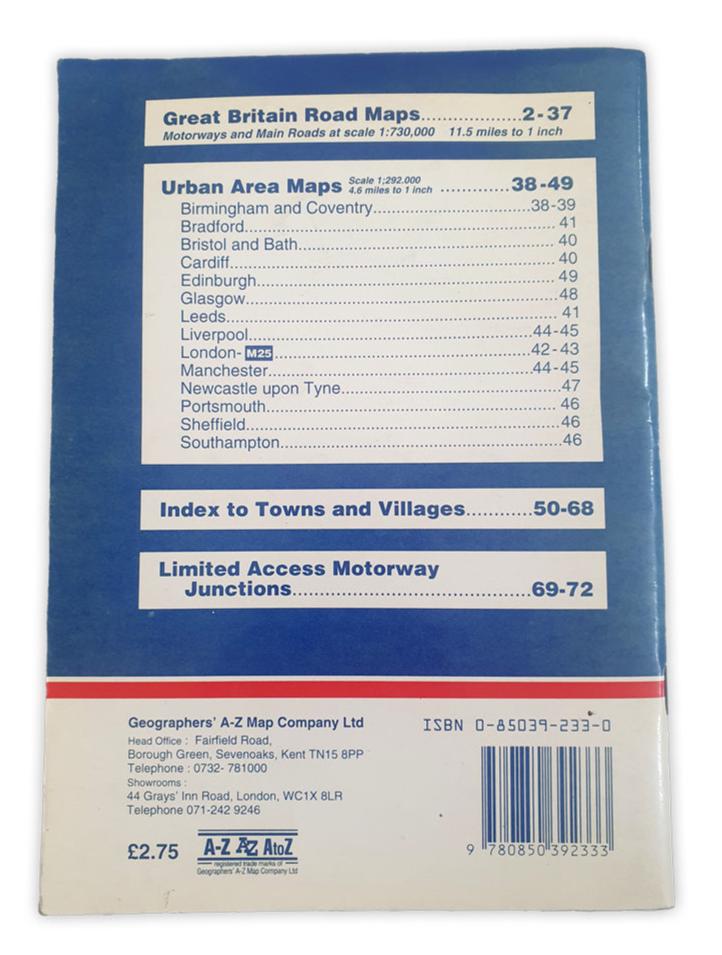 Great Britain Road Maps..................2-37
Motorways and Main Roads at scale 1:730,000 11.5 miles to 1 inch
Urban Area Maps Scale 1;292.000 4.6 miles to 1 inch ............38-49
Birmingham and Coventry............................38-39
Bradford....................................................... 41
Bristol and Bath............................................. 40
Cardiff.......................................................... 40
Edinburgh..................................................... 49
Glasgow....................................................... 48
Leeds........................................................... 41
Liverpool..................................................44-45
London- M25..............................................42-43
Manchester...............................................44-45
Newcastle upon Tyne.....................................47
Portsmouth................................................... 46
Sheffield....................................................... 46
Southampton.................................................46
Index to Towns and Villages............50-68
Limited Access Motorway
Junctions...........................................69-72
Geographers' A-Z Map Company Ltd
Head Office : Fairfield Road,
Borough Green, Sevenoaks, Kent TN15 8PP
Telephone : 0732- 781000
Showrooms :
44 Grays' Inn Road, London, WC1X 8LR
Telephone 071-242 9246
£2.75
A-Z AZ AtoZ
registered trade marks of
Geographers' A-Z Map Company Ltd
ISBN 0-85039-233-0
9 780850 392333